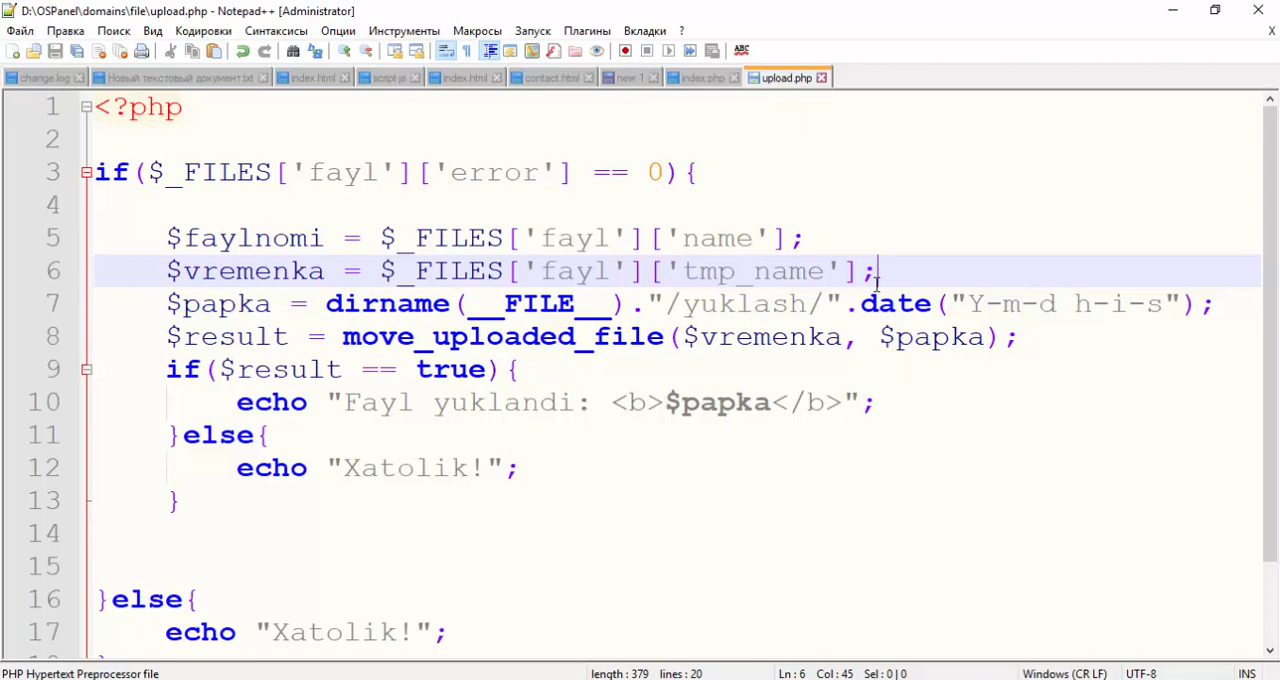 D:\OSPanel\domains\file\upload.php - Notepad++ [Administrator]
Файл Правка Поиск Вид Кодировки Синтаксисы Опции Инструменты Макросы Запуск Плагины Вкладки X
change.log Новый текстовый документ.txt index.html script.js index.html contact.html new 1 index.php upload.php
1 <?php
2
3 if($_FILES['fayl']['error'] == 0){
4
5 $faylnomi = $_FILES['fayl']['name'];
6 $vremenka = $_FILES['fayl']['tmp_name'];
7 $papka = dirname(__FILE__)."/yuklash/".date("Y-m-d h-i-s");
8 $result = move_uploaded_file($vremenka, $papka);
9 if($result == true){
10 echo "Fayl yuklandi: <b>$papka</b>";
11 }else{
12 echo "Xatolik!";
13 }
14
15
16 }else{
17 echo "Xatolik!";
PHP Hypertext Preprocessor file length : 379 lines : 20 Ln : 6 Col : 45 Sel : 0 | 0 Windows (CR LF) UTF-8 INS